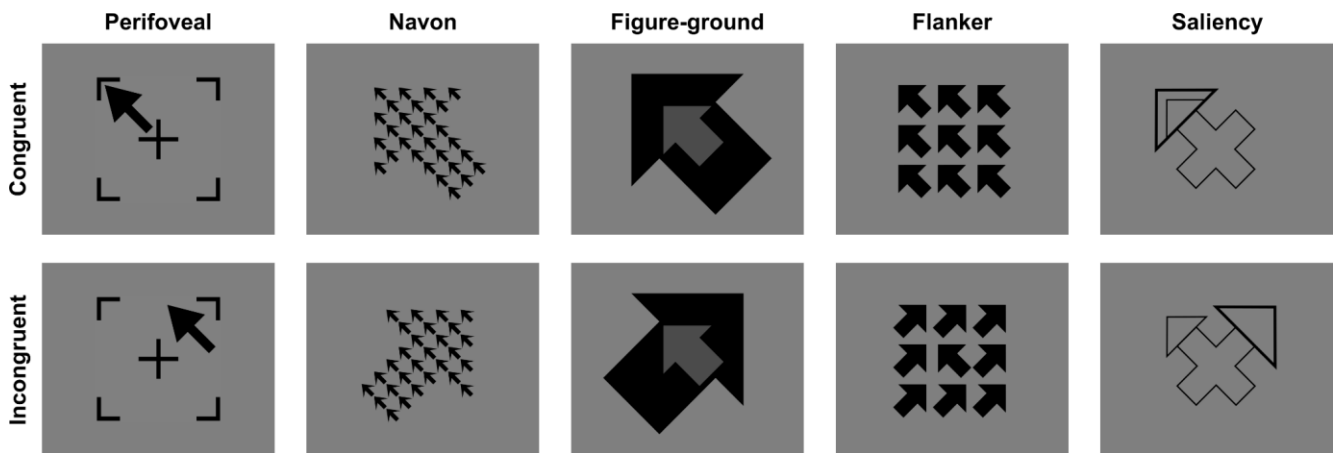 Perifoveal
Navon
Figure-ground
Flanker
Saliency
Congruent
Incongruent